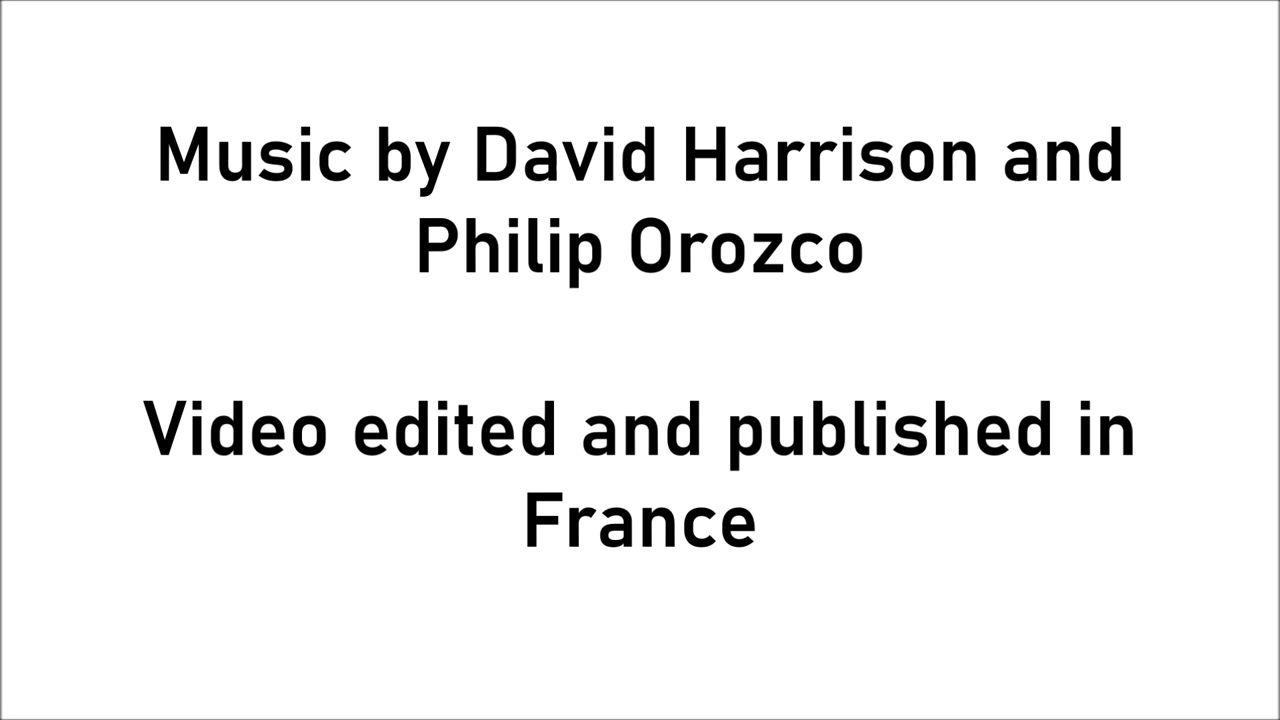 Music by David Harrison and
Philip Orozco
Video edited and published in
France